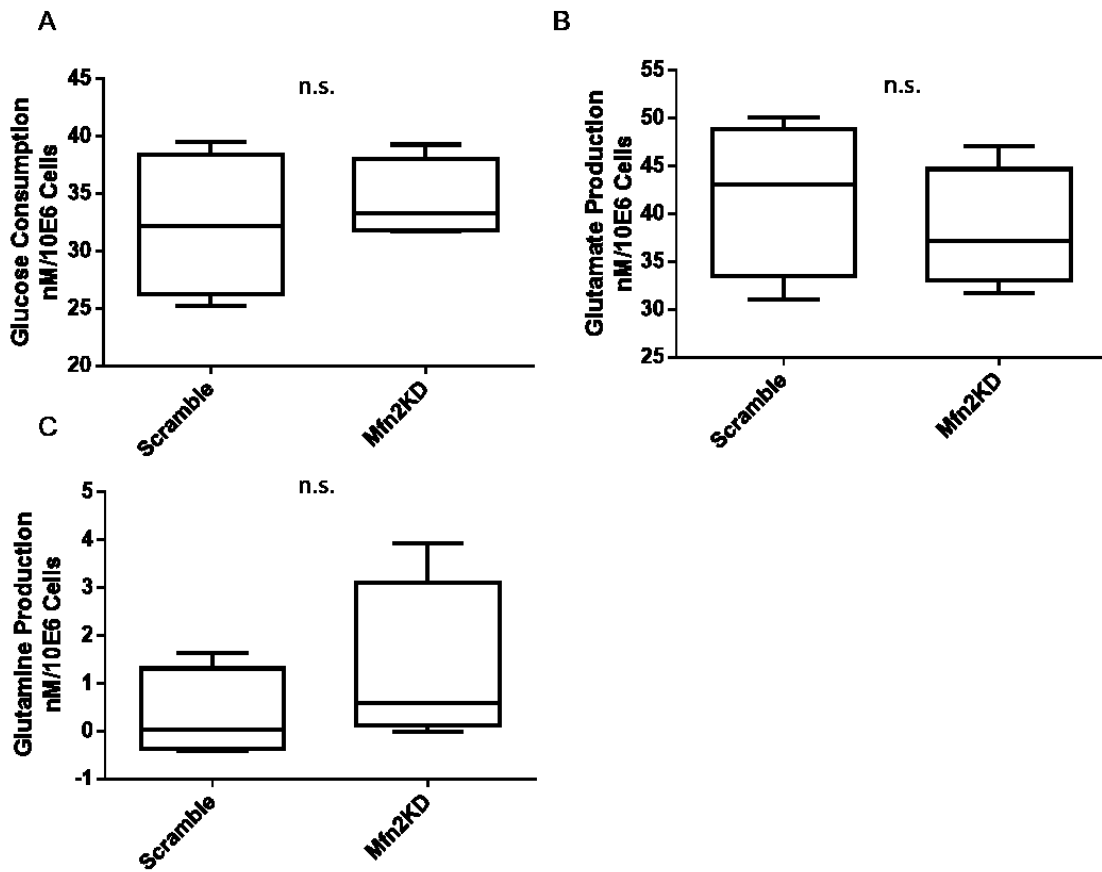 A
Glucose Consumption
nM/10E6 Cells
n.s.
45
40
35
30
25
20
Scramble
Mfn2KD
B
Glutamate Production
nM/10E6 Cells
n.s.
55
50
45
40
35
30
25
Scramble
Mfn2KD
C
Glutamine Production
nM/10E6 Cells
n.s.
5
4
3
2
1
0
-1
Scramble
Mfn2KD